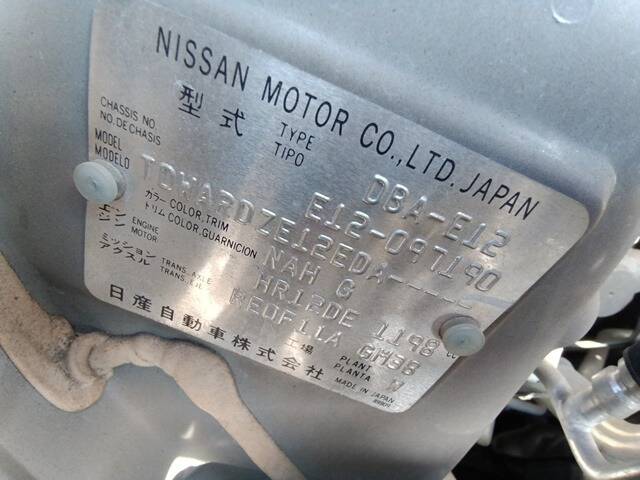 NISSAN MOTOR CO.,LTD. JAPAN
型式 TYPE TIPO DBA-E12
CHASSIS NO. NO. DE CHASIS E12-097190
MODEL MODELO TDWARDZE12EDA-----
カラー トリム COLOR, TRIM COLOR, GUARNICION NAH G
エンジン ENGINE MOTOR HR12DE 1198 cc
ミッション アクスル TRANS. AXLE TRANS. EJE RE0F11A GM38
工場 PLANT PLANTA W
日産自動車株式会社 MADE IN JAPAN